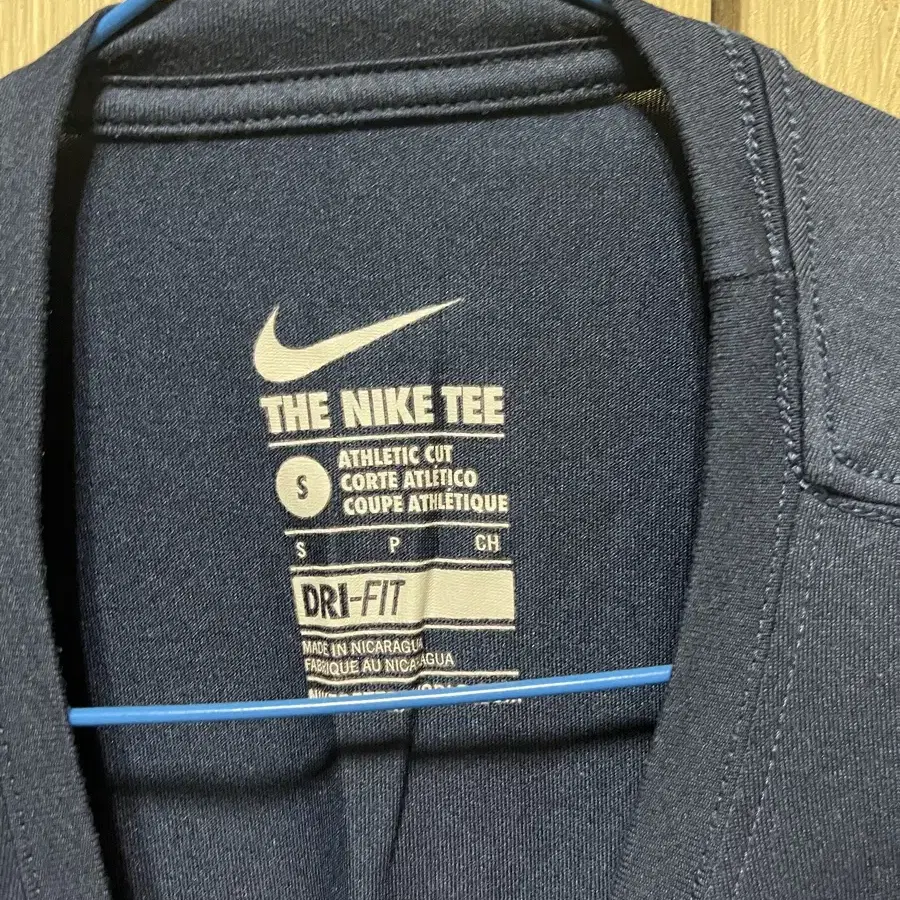 THE NIKE TEE
S
ATHLETIC CUT
CORTE ATLÉTICO
COUPE ATHLÉTIQUE
S P CH
DRI-FIT
MADE IN NICARAGUA
FABRIQUE AU NICARAGUA